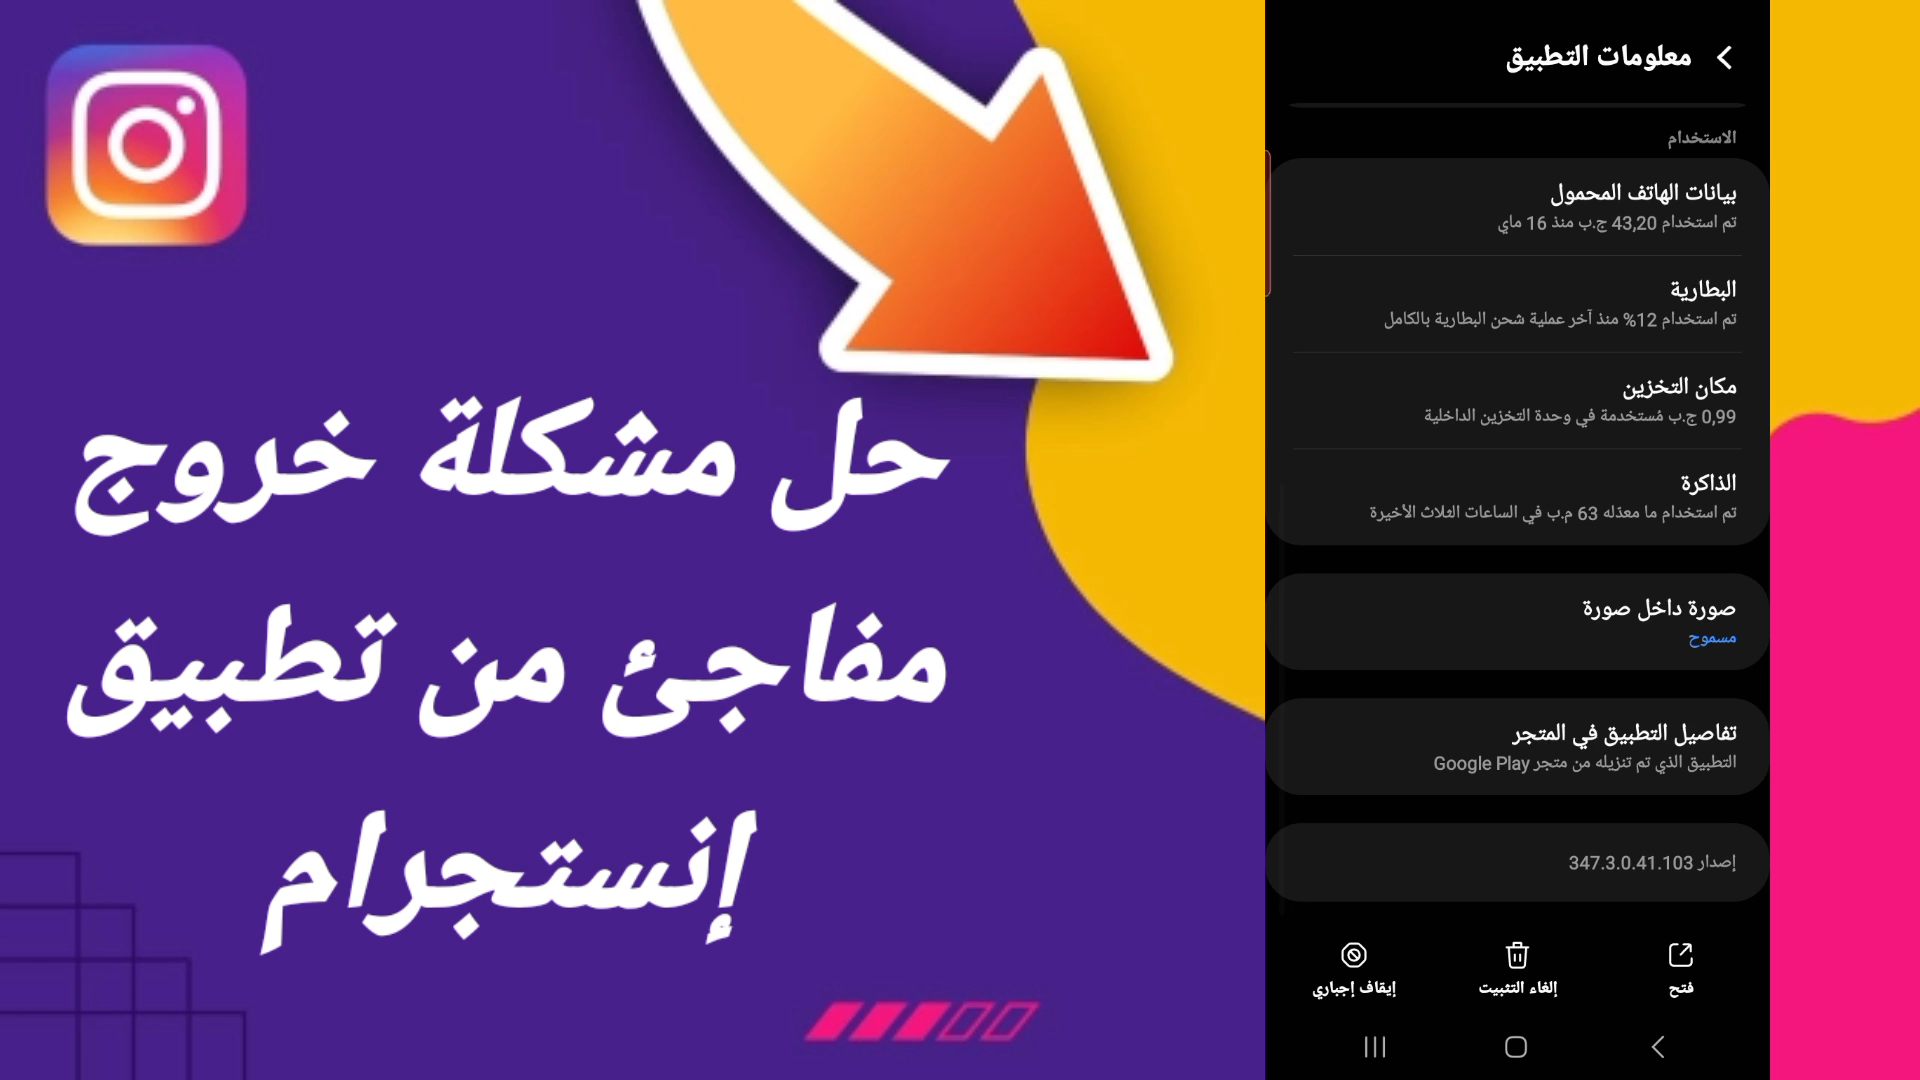 حل مشكلة خروج
مفاجئ من تطبيق
إنستجرام
معلومات التطبيق
الاستخدام
بيانات الهاتف المحمول
تم استخدام 43,20 ج.ب منذ 16 ماي
البطارية
تم استخدام 12% منذ آخر عملية شحن البطارية بالكامل
مكان التخزين
0,99 ج.ب مُستخدمة في وحدة التخزين الداخلية
الذاكرة
تم استخدام ما معدّله 63 م.ب في الساعات الثلاث الأخيرة
صورة داخل صورة
مسموح
تفاصيل التطبيق في المتجر
التطبيق الذي تم تنزيله من متجر Google Play
إصدار 347.3.0.41.103
فتح
إلغاء التثبيت
إيقاف إجباري